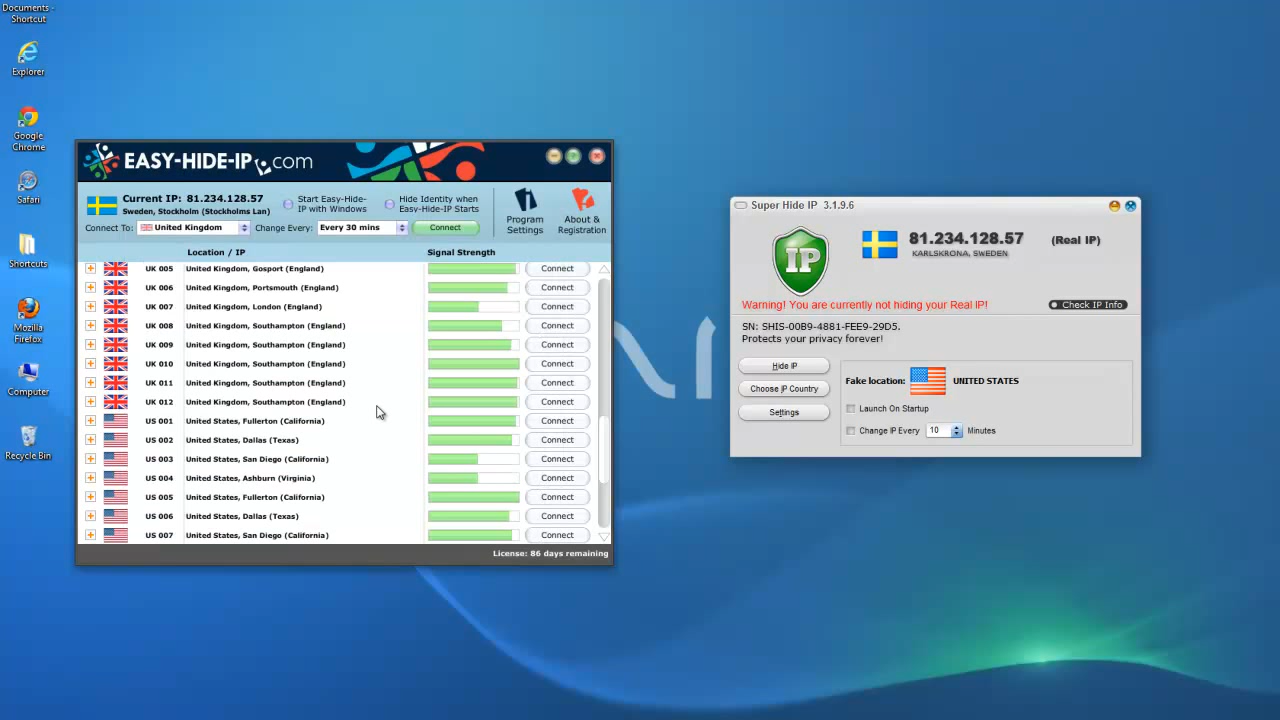 Documents -
Shortcut
Explorer
Google
Chrome
Safari
Shortcuts
Mozilla
Firefox
Computer
Recycle Bin
EASY-HIDE-IP.com
Current IP: 81.234.128.57
Sweden, Stockholm (Stockholms Lan)
Start Easy-Hide-
IP with Windows
Hide Identity when
Easy-Hide-IP Starts
Program
Settings
About &
Registration
Connect To: United Kingdom Change Every: Every 30 mins Connect
Location / IP Signal Strength
UK 005 United Kingdom, Gosport (England) Connect
UK 006 United Kingdom, Portsmouth (England) Connect
UK 007 United Kingdom, London (England) Connect
UK 008 United Kingdom, Southampton (England) Connect
UK 009 United Kingdom, Southampton (England) Connect
UK 010 United Kingdom, Southampton (England) Connect
UK 011 United Kingdom, Southampton (England) Connect
UK 012 United Kingdom, Southampton (England) Connect
US 001 United States, Fullerton (California) Connect
US 002 United States, Dallas (Texas) Connect
US 003 United States, San Diego (California) Connect
US 004 United States, Ashburn (Virginia) Connect
US 005 United States, Fullerton (California) Connect
US 006 United States, Dallas (Texas) Connect
US 007 United States, San Diego (California) Connect
License: 86 days remaining
Super Hide IP 3.1.9.6
IP
81.234.128.57 (Real IP)
KARLSKRONA, SWEDEN
Warning! You are currently not hiding your Real IP!
Check IP Info
SN: SHIS-00B9-4881-FEE9-29D5.
Protects your privacy forever!
Hide IP
Choose IP Country
Settings
Fake location: UNITED STATES
Launch On Startup
Change IP Every 10 Minutes